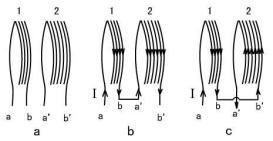 1 2 1 2 1 2
I I
a b a' b' a b a' b' a b a' b'
a b c